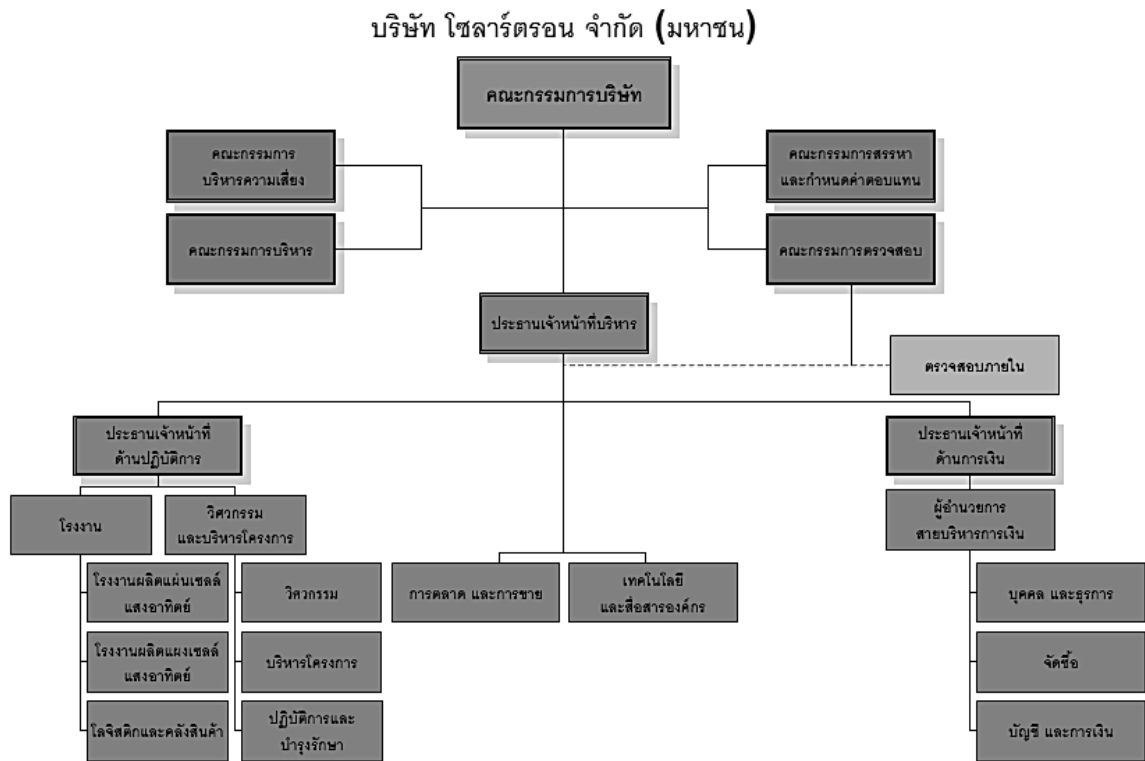 บริษัท โซลาร์ตรอน จำกัด (มหาชน)
คณะกรรมการบริษัท
คณะกรรมการ
บริหารความเสี่ยง
คณะกรรมการสรรหา
และกำหนดค่าตอบแทน
คณะกรรมการบริหาร
คณะกรรมการตรวจสอบ
ประธานเจ้าหน้าที่บริหาร
ตรวจสอบภายใน
ประธานเจ้าหน้าที่
ด้านปฏิบัติการ
ประธานเจ้าหน้าที่
ด้านการเงิน
โรงงาน
วิศวกรรม
และบริหารโครงการ
ผู้อำนวยการ
สายบริหารการเงิน
โรงงานผลิตแผ่นเซลล์
แสงอาทิตย์
วิศวกรรม
การตลาด และการขาย
เทคโนโลยี
และสื่อสารองค์กร
บุคคล และธุรการ
โรงงานผลิตแผงเซลล์
แสงอาทิตย์
บริหารโครงการ
จัดซื้อ
โลจิสติกและคลังสินค้า
ปฏิบัติการและ
บำรุงรักษา
บัญชี และการเงิน